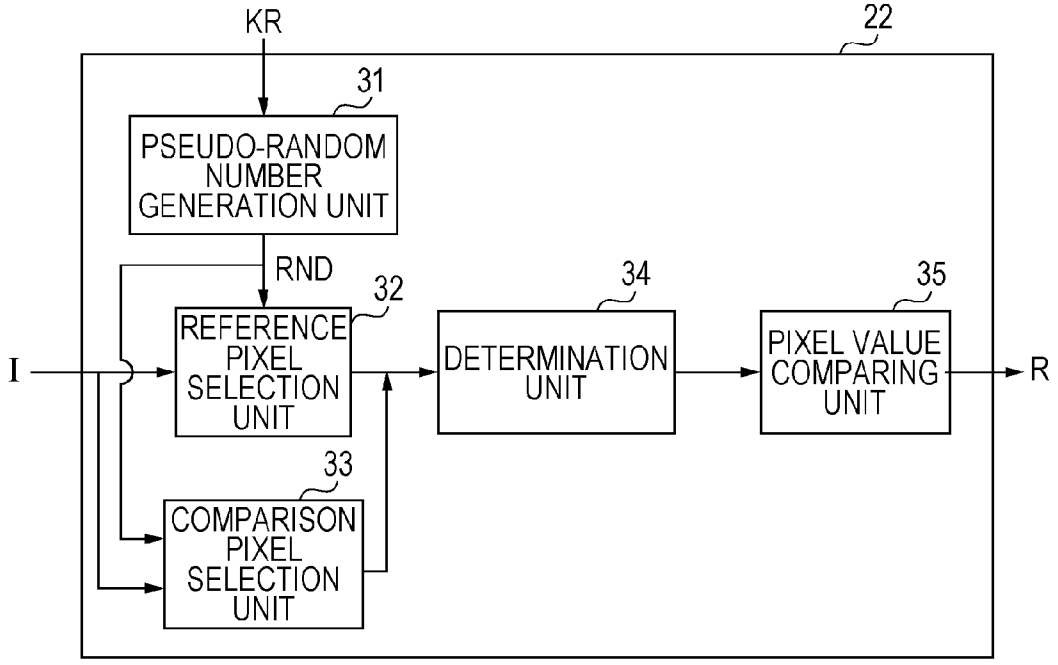 KR
22
31
PSEUDO-RANDOM
NUMBER
GENERATION UNIT
RND
32
34
35
I
REFERENCE
PIXEL
SELECTION
UNIT
DETERMINATION
UNIT
PIXEL VALUE
COMPARING
UNIT
R
33
COMPARISON
PIXEL
SELECTION
UNIT